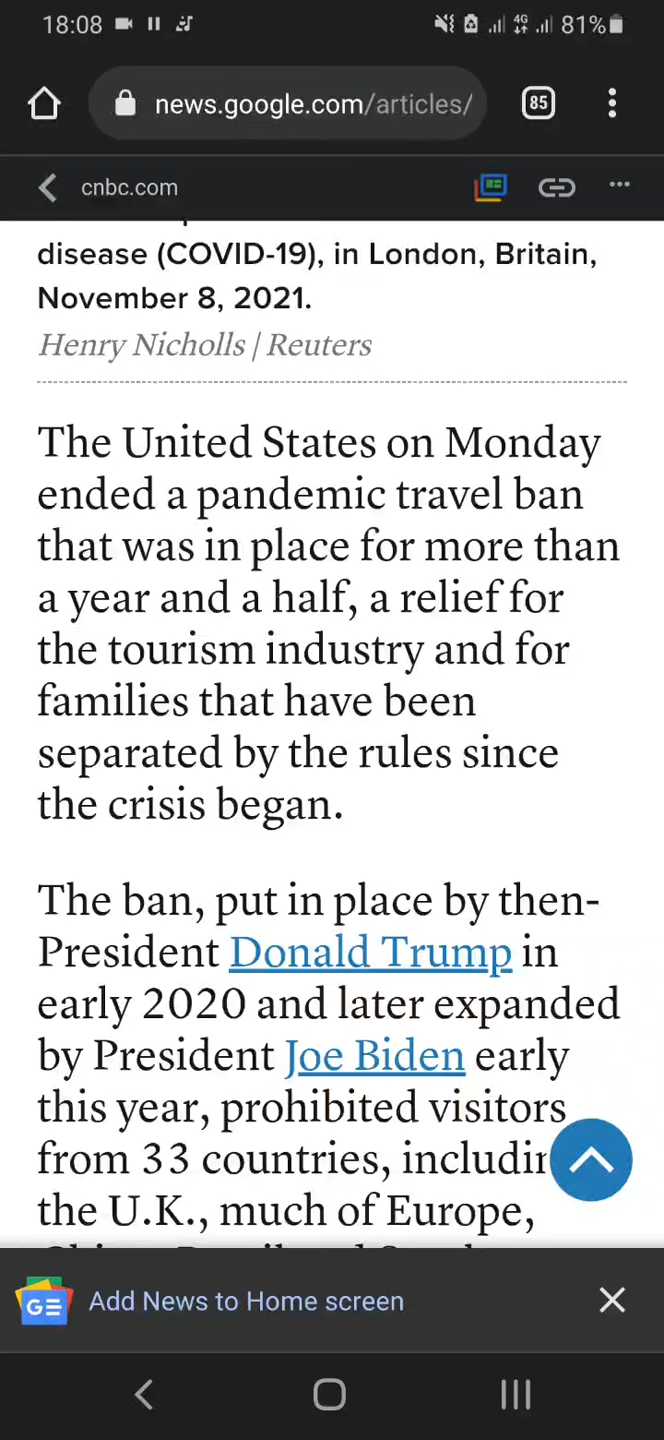 18:08 4G 81%
news.google.com/articles/ 85
cnbc.com
disease (COVID-19), in London, Britain,
November 8, 2021.
Henry Nicholls | Reuters
The United States on Monday
ended a pandemic travel ban
that was in place for more than
a year and a half, a relief for
the tourism industry and for
families that have been
separated by the rules since
the crisis began.
The ban, put in place by then-
President Donald Trump in
early 2020 and later expanded
by President Joe Biden early
this year, prohibited visitors
from 33 countries, includin
the U.K., much of Europe,
GE Add News to Home screen